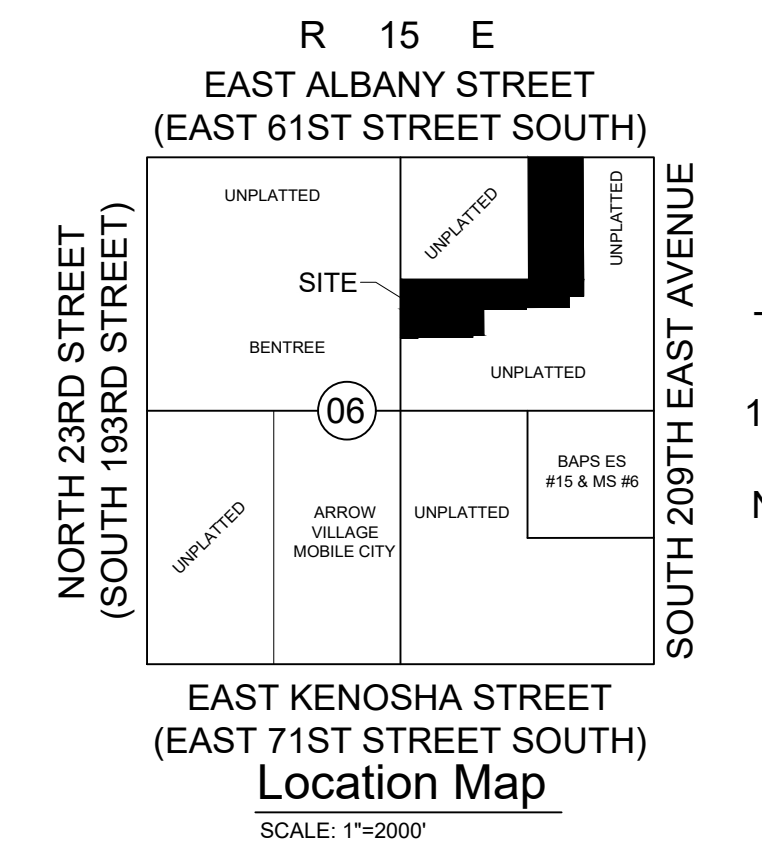 R 15 E
EAST ALBANY STREET
(EAST 61ST STREET SOUTH)
NORTH 23RD STREET
(SOUTH 193RD STREET)
UNPLATTED
UNPLATTED
UNPLATTED
SOUTH 209TH EAST AVENUE
SITE
BENTREE
UNPLATTED
06
UNPLATTED
ARROW
VILLAGE
MOBILE CITY
UNPLATTED
BAPS ES
#15 & MS #6
EAST KENOSHA STREET
(EAST 71ST STREET SOUTH)
Location Map
SCALE: 1"=2000'
1